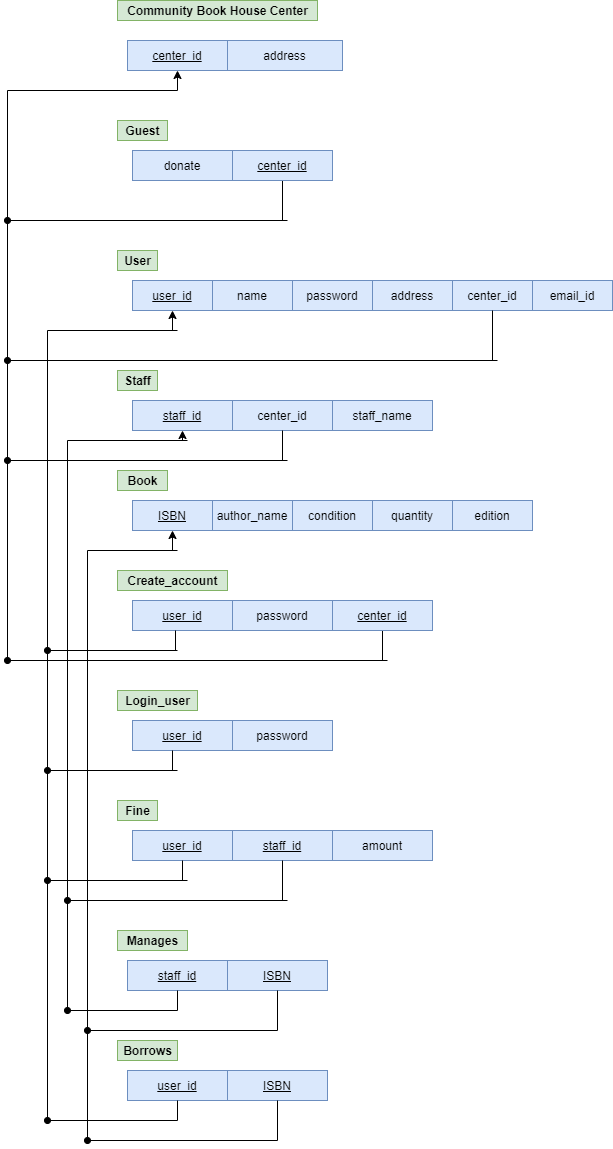 Community Book House Center
center_id address
Guest
donate center_id
User
user_id name password address center_id email_id
Staff
staff_id center_id staff_name
Book
ISBN author_name condition quantity edition
Create_account
user_id password center_id
Login_user
user_id password
Fine
user_id staff_id amount
Manages
staff_id ISBN
Borrows
user_id ISBN